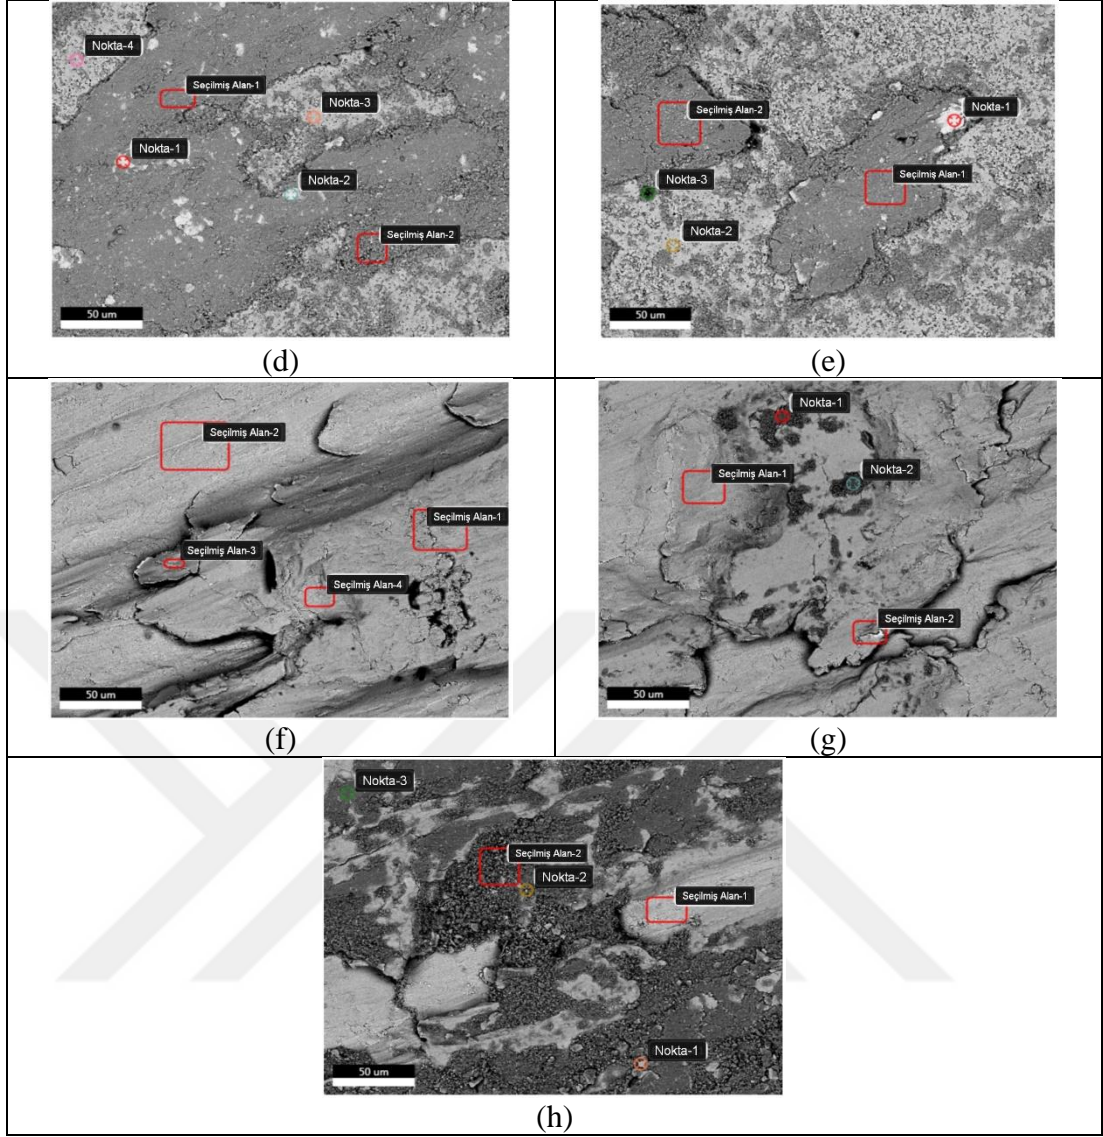 Nokta-4
Seçilmiş Alan-1
Nokta-3
Nokta-1
Nokta-2
Seçilmiş Alan-2
50 um
(d)
Nokta-1
Seçilmiş Alan-2
Seçilmiş Alan-1
Nokta-3
Nokta-2
50 um
(e)
Seçilmiş Alan-2
Seçilmiş Alan-1
Seçilmiş Alan-3
Seçilmiş Alan-4
50 um
(f)
Nokta-1
Seçilmiş Alan-1
Nokta-2
Seçilmiş Alan-2
50 um
(g)
Nokta-3
Seçilmiş Alan-2
Nokta-2
Seçilmiş Alan-1
Nokta-1
50 um
(h)